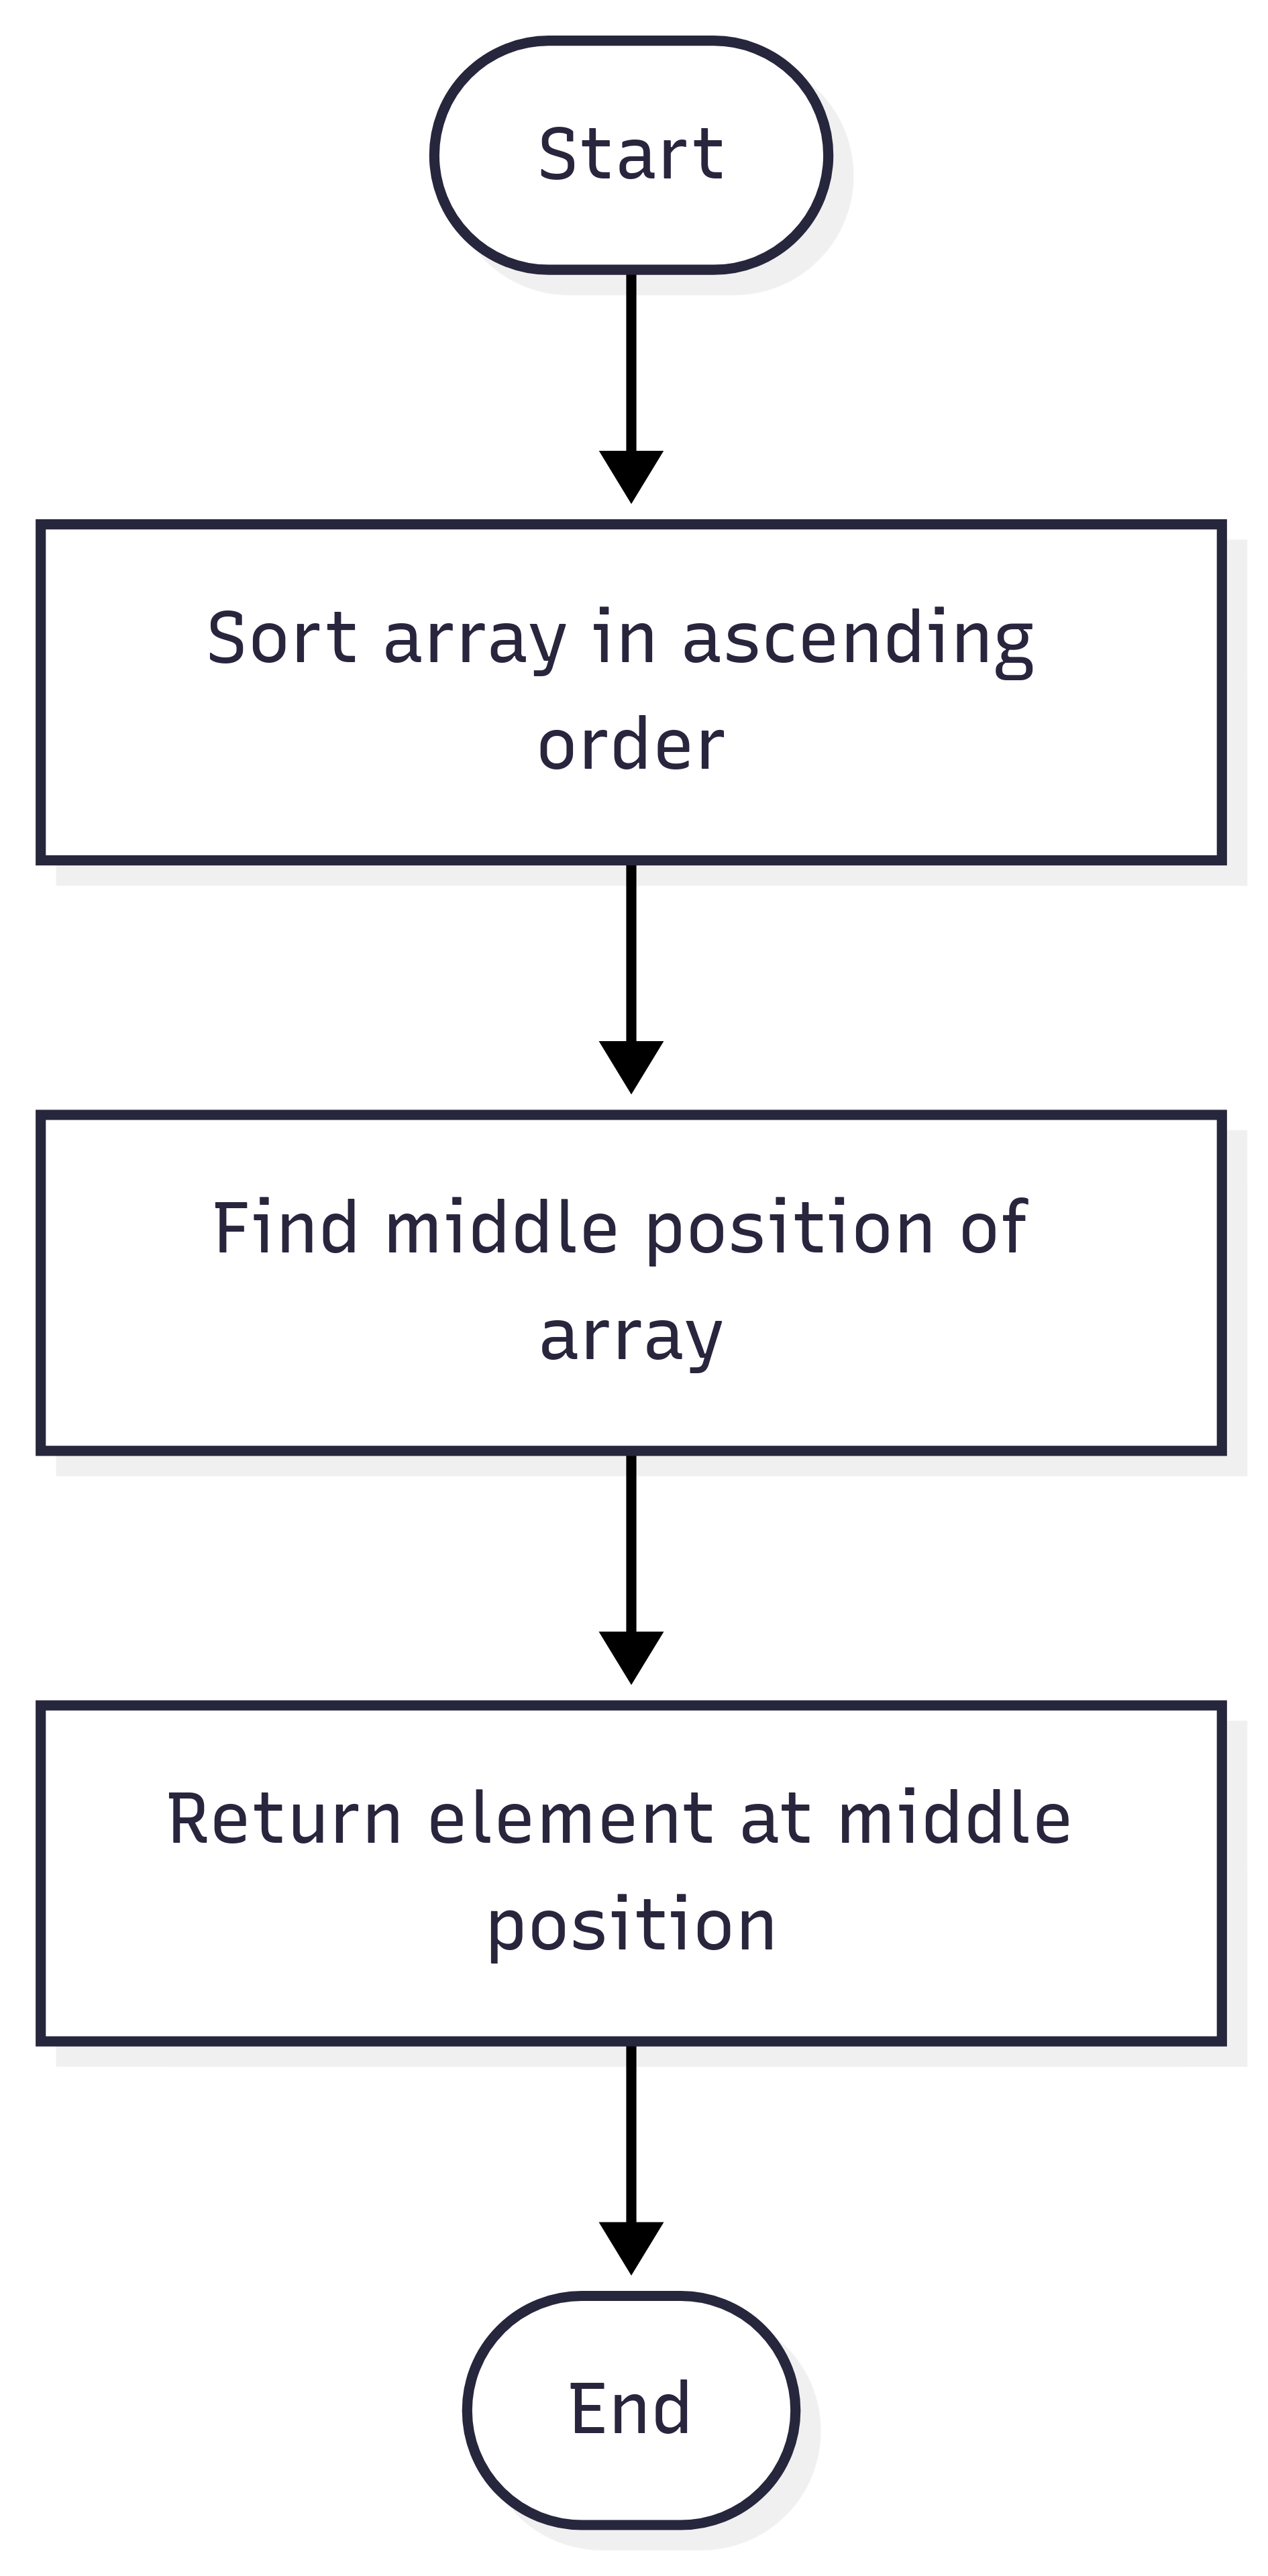 Start
Sort array in ascending
order
Find middle position of
array
Return element at middle
position
End